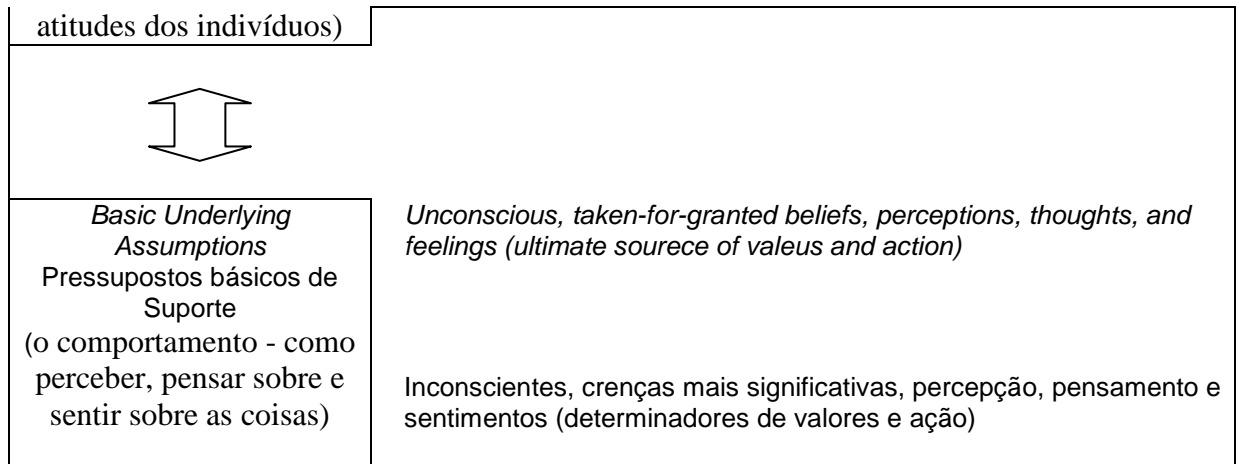 atitudes dos indivíduos)
Basic Underlying
Assumptions
Pressupostos básicos de
Suporte
(o comportamento - como
perceber, pensar sobre e
sentir sobre as coisas)
Unconscious, taken-for-granted beliefs, perceptions, thoughts, and
feelings (ultimate sourece of valeus and action)
Inconscientes, crenças mais significativas, percepção, pensamento e
sentimentos (determinadores de valores e ação)